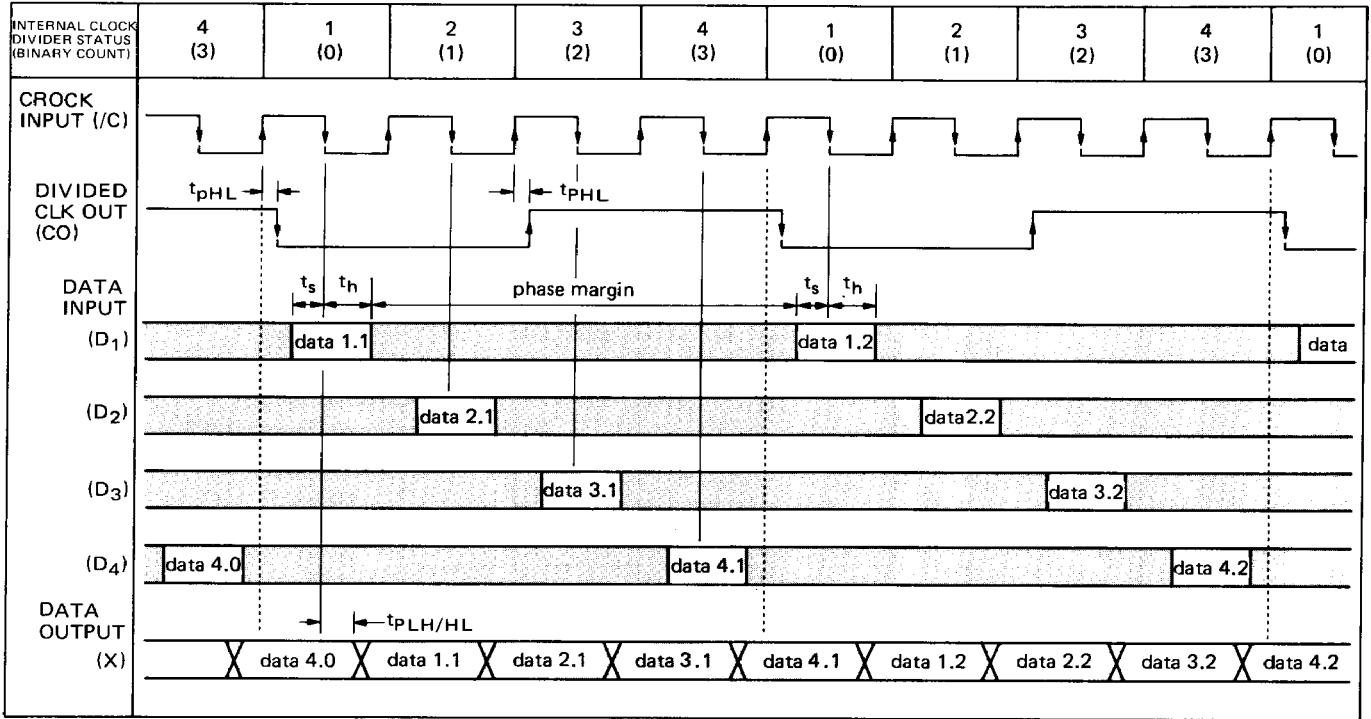 INTERNAL CLOCK
DIVIDER STATUS
(BINARY COUNT)
4 1 2 3 4 1 2 3 4 1
(3) (0) (1) (2) (3) (0) (1) (2) (3) (0)
CROCK
INPUT (/C)
DIVIDED
CLK OUT
(CO)
tpHL
tPHL
DATA
INPUT
ts th phase margin ts th
(D1) data 1.1 data 1.2 data
(D2) data 2.1 data2.2
(D3) data 3.1 data 3.2
(D4) data 4.0 data 4.1 data 4.2
DATA
OUTPUT
tPLH/HL
(X) data 4.0 data 1.1 data 2.1 data 3.1 data 4.1 data 1.2 data 2.2 data 3.2 data 4.2